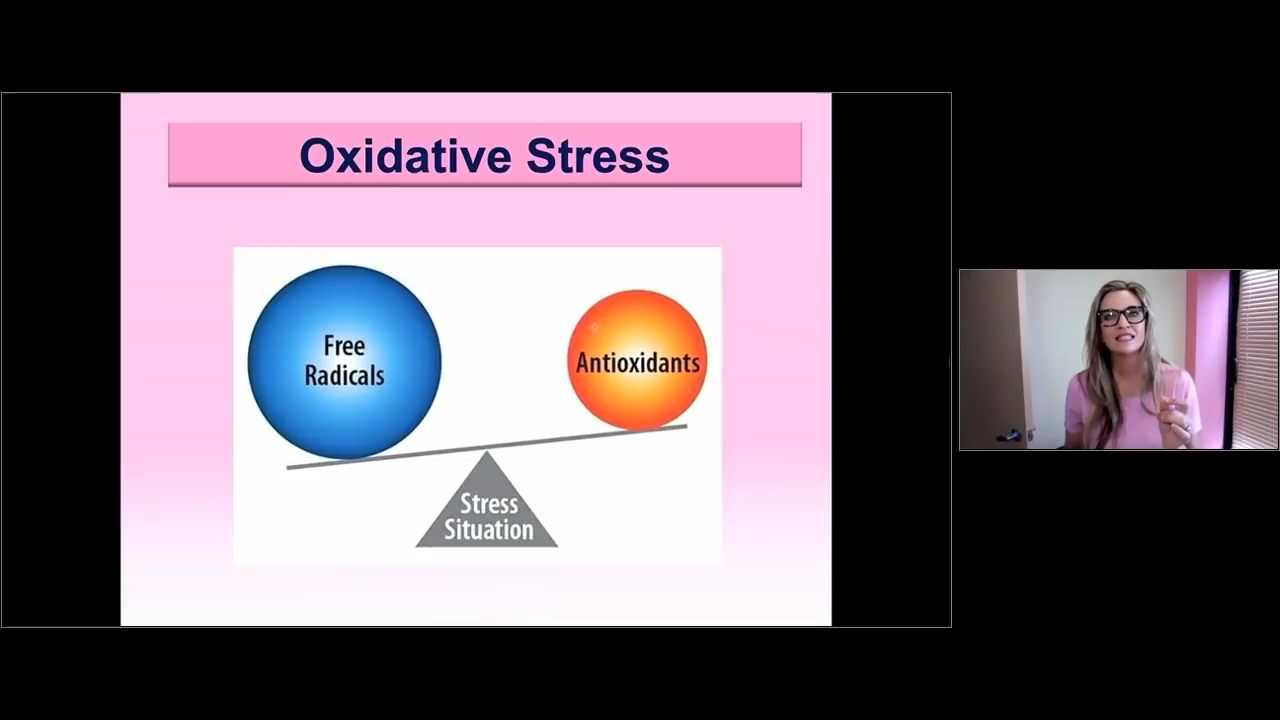 Oxidative Stress
Free
Radicals
Antioxidants
Stress
Situation